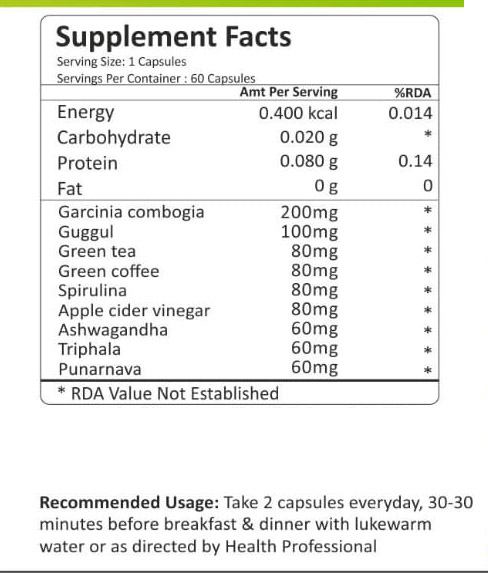 Supplement Facts
Serving Size: 1 Capsules
Servings Per Container : 60 Capsules
Amt Per Serving %RDA
Energy 0.400 kcal 0.014
Carbohydrate 0.020 g *
Protein 0.080 g 0.14
Fat 0 g 0
Garcinia combogia 200mg *
Guggul 100mg *
Green tea 80mg *
Green coffee 80mg *
Spirulina 80mg *
Apple cider vinegar 80mg *
Ashwagandha 60mg *
Triphala 60mg *
Punarnava 60mg *
* RDA Value Not Established
Recommended Usage: Take 2 capsules everyday, 30-30
minutes before breakfast & dinner with lukewarm
water or as directed by Health Professional